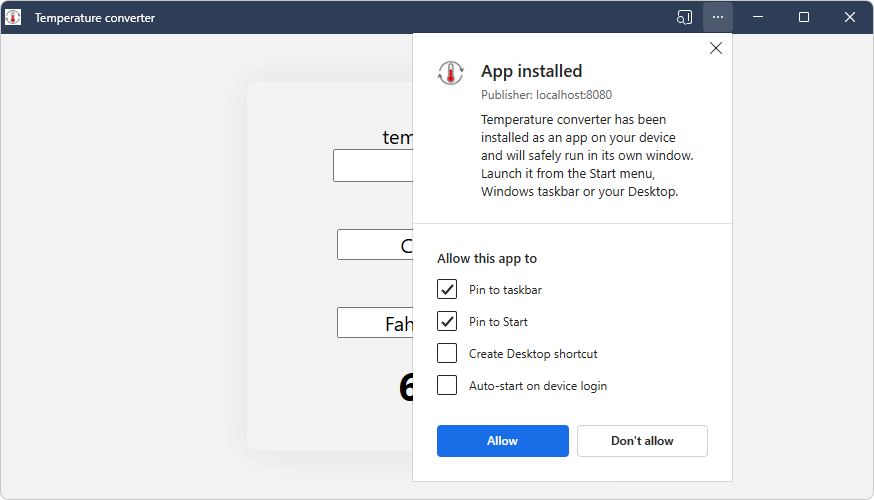 Temperature converter
App installed
Publisher: localhost:8080
Temperature converter has been
installed as an app on your device
and will safely run in its own window.
Launch it from the Start menu,
Windows taskbar or your Desktop.
tem
C
Fah
6
Allow this app to
Pin to taskbar
Pin to Start
Create Desktop shortcut
Auto-start on device login
Allow
Don't allow